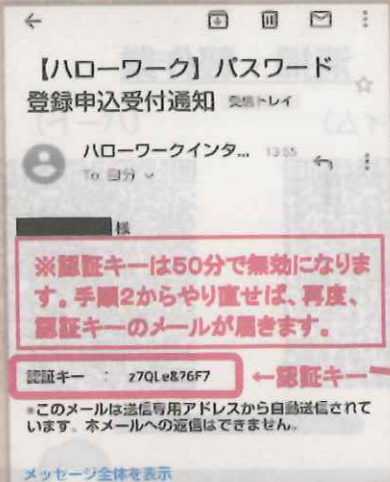 【ハローワーク】パスワード
登録申込受付通知 受信トレイ
ハローワークインタ... 13:55
To 自分
様
※認証キーは50分で無効になりま
す。手順2からやり直せば、再度、
認証キーのメールが届きます。
認証キー : z7QLe8?6F7 ←認証キー
*このメールは送信専用アドレスから自動送信されて
います。本メールへの返信はできません。
メッセージ全体を表示